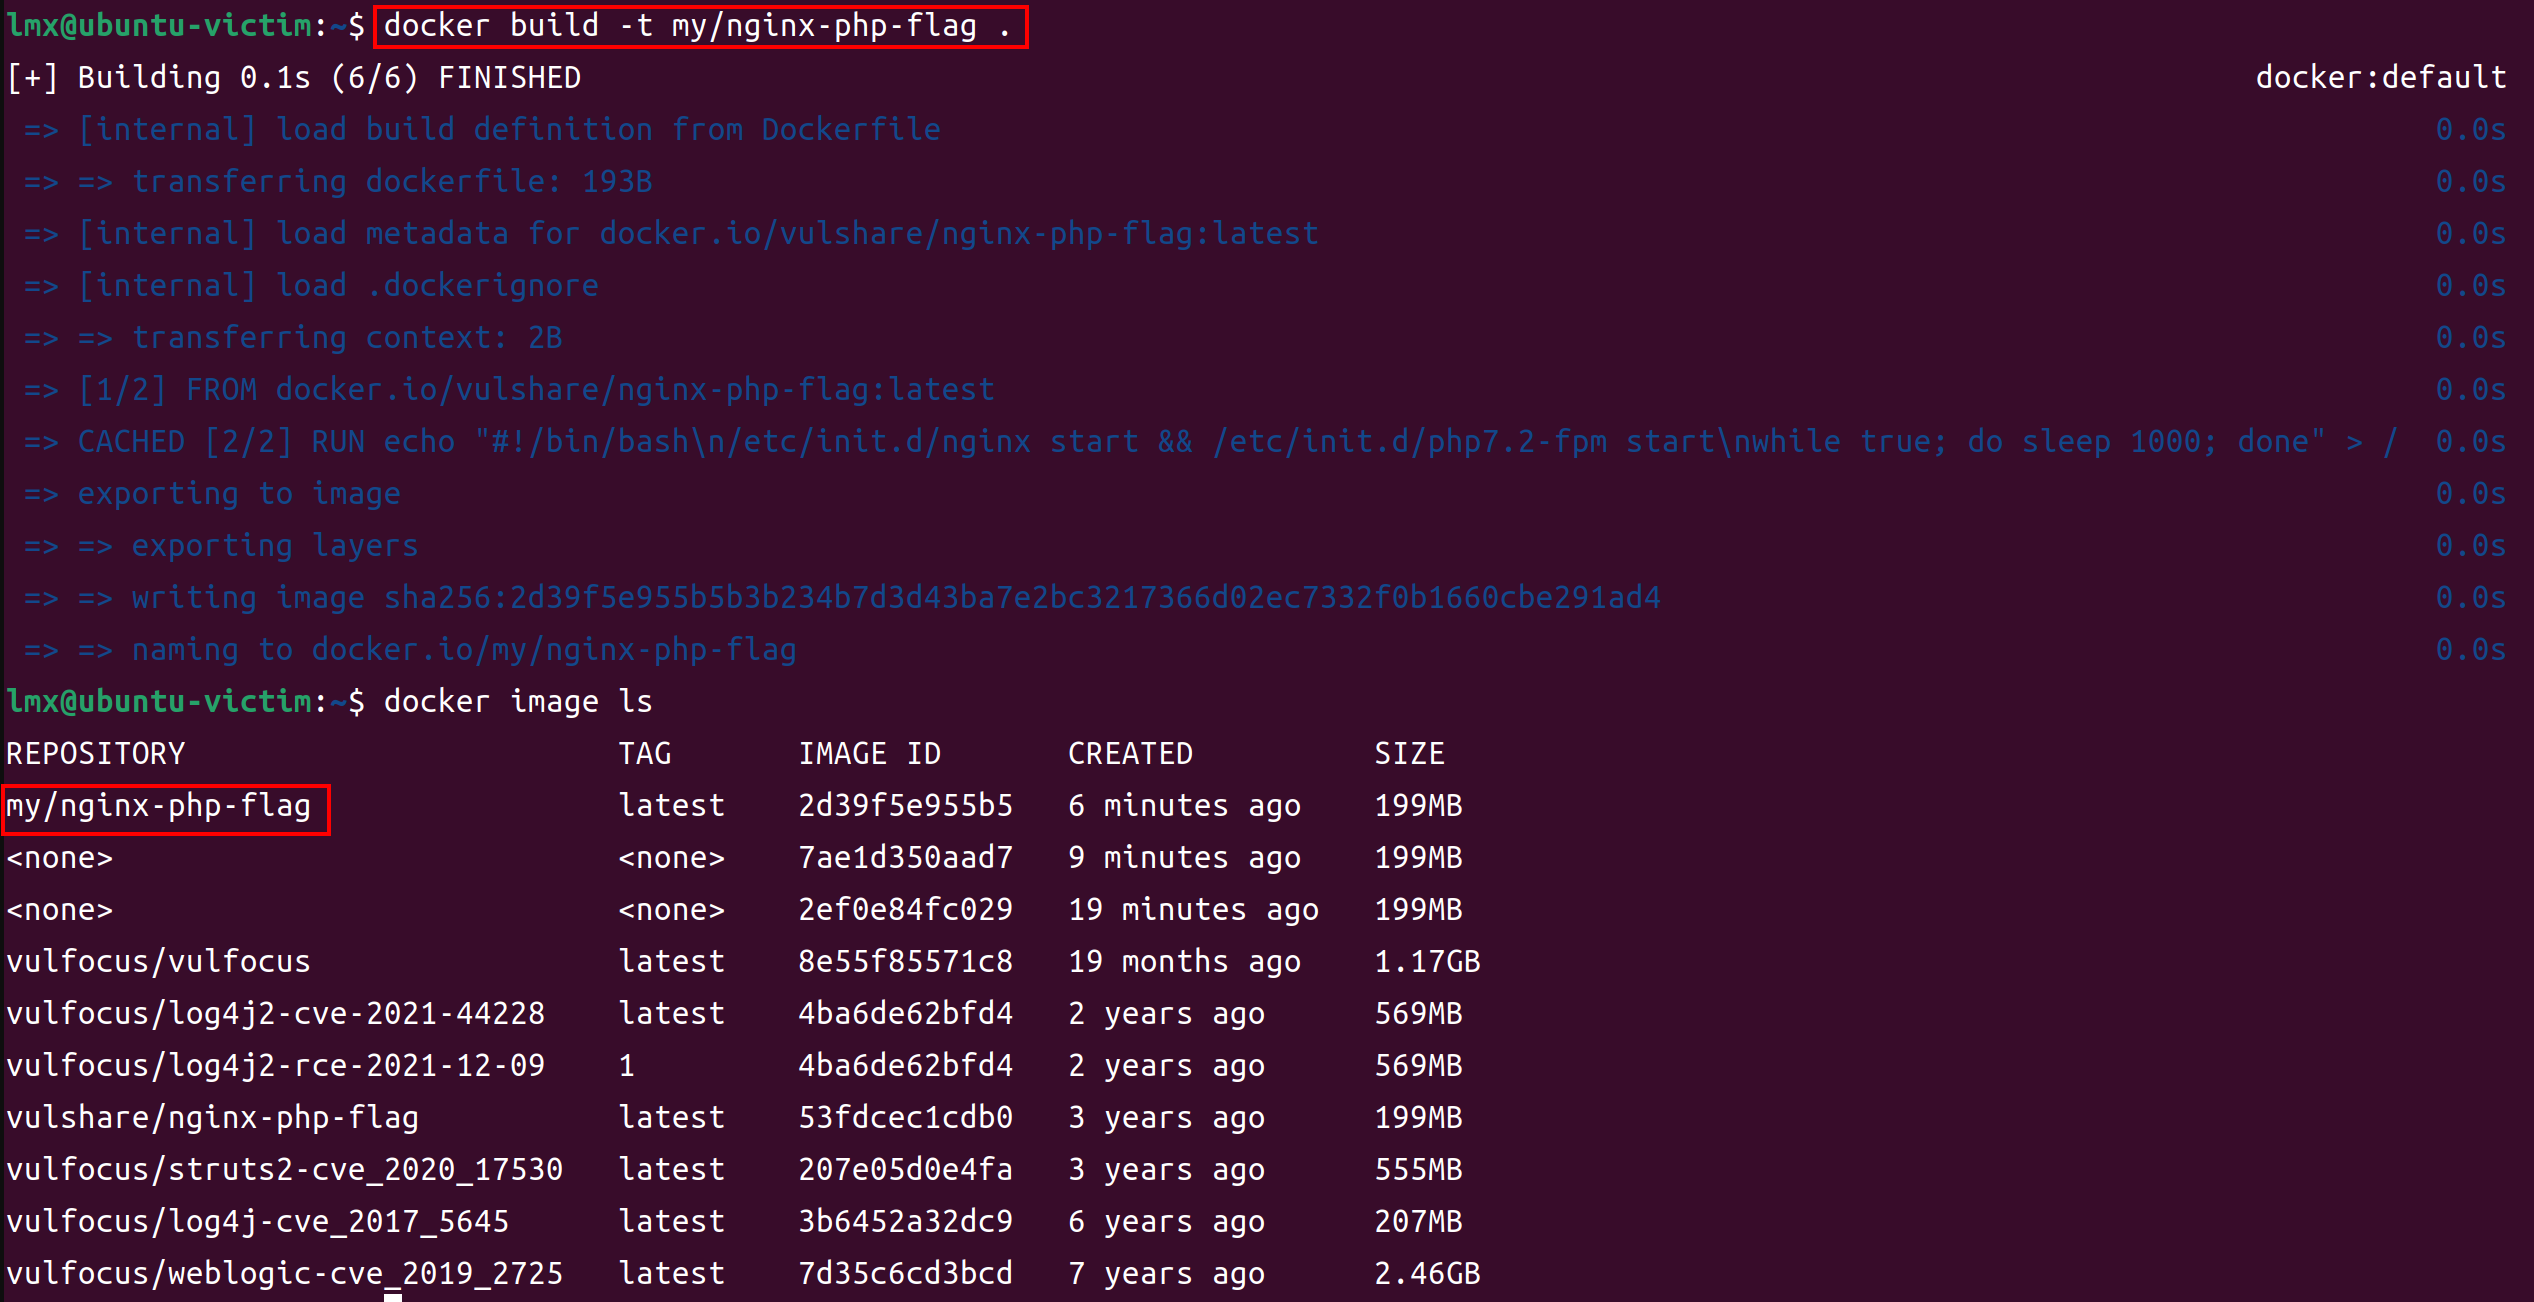 lmx@ubuntu-victim:~$ docker build -t my/nginx-php-flag .
[+] Building 0.1s (6/6) FINISHED docker:default
=> [internal] load build definition from Dockerfile 0.0s
=> => transferring dockerfile: 193B 0.0s
=> [internal] load metadata for docker.io/vulshare/nginx-php-flag:latest 0.0s
=> [internal] load .dockerignore 0.0s
=> => transferring context: 2B 0.0s
=> [1/2] FROM docker.io/vulshare/nginx-php-flag:latest 0.0s
=> CACHED [2/2] RUN echo "#!/bin/bash\n/etc/init.d/nginx start && /etc/init.d/php7.2-fpm start\nwhile true; do sleep 1000; done" > / 0.0s
=> exporting to image 0.0s
=> => exporting layers 0.0s
=> => writing image sha256:2d39f5e955b5b3b234b7d3d43ba7e2bc3217366d02ec7332f0b1660cbe291ad4 0.0s
=> => naming to docker.io/my/nginx-php-flag 0.0s
lmx@ubuntu-victim:~$ docker image ls
REPOSITORY TAG IMAGE ID CREATED SIZE
my/nginx-php-flag latest 2d39f5e955b5 6 minutes ago 199MB
<none> <none> 7ae1d350aad7 9 minutes ago 199MB
<none> <none> 2ef0e84fc029 19 minutes ago 199MB
vulfocus/vulfocus latest 8e55f85571c8 19 months ago 1.17GB
vulfocus/log4j2-cve-2021-44228 latest 4ba6de62bfd4 2 years ago 569MB
vulfocus/log4j2-rce-2021-12-09 1 4ba6de62bfd4 2 years ago 569MB
vulshare/nginx-php-flag latest 53fdcec1cdb0 3 years ago 199MB
vulfocus/struts2-cve_2020_17530 latest 207e05d0e4fa 3 years ago 555MB
vulfocus/log4j-cve_2017_5645 latest 3b6452a32dc9 6 years ago 207MB
vulfocus/weblogic-cve_2019_2725 latest 7d35c6cd3bcd 7 years ago 2.46GB